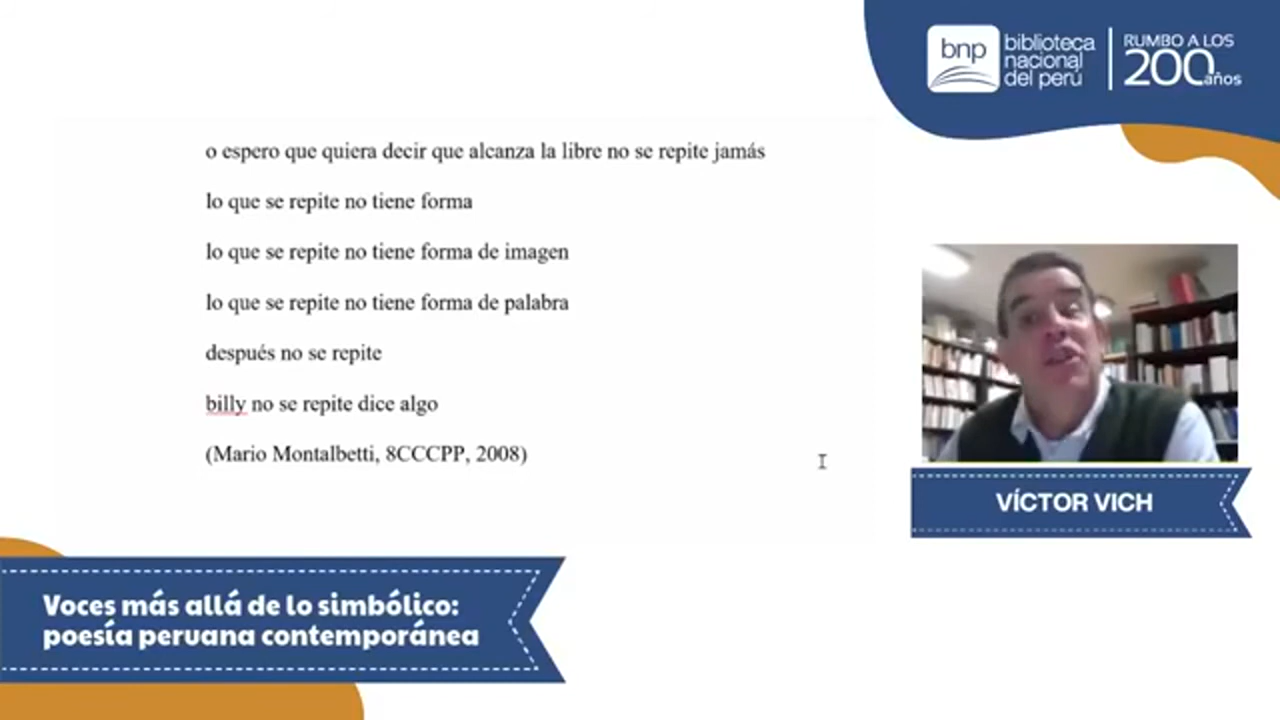 bnp
biblioteca
nacional
del perú
RUMBO A LOS
200 años
o espero que quiera decir que alcanza la libre no se repite jamás
lo que se repite no tiene forma
lo que se repite no tiene forma de imagen
lo que se repite no tiene forma de palabra
después no se repite
billy no se repite dice algo
(Mario Montalbetti, 8CCCPP, 2008)
VÍCTOR VICH
Voces más allá de lo simbólico:
poesía peruana contemporánea